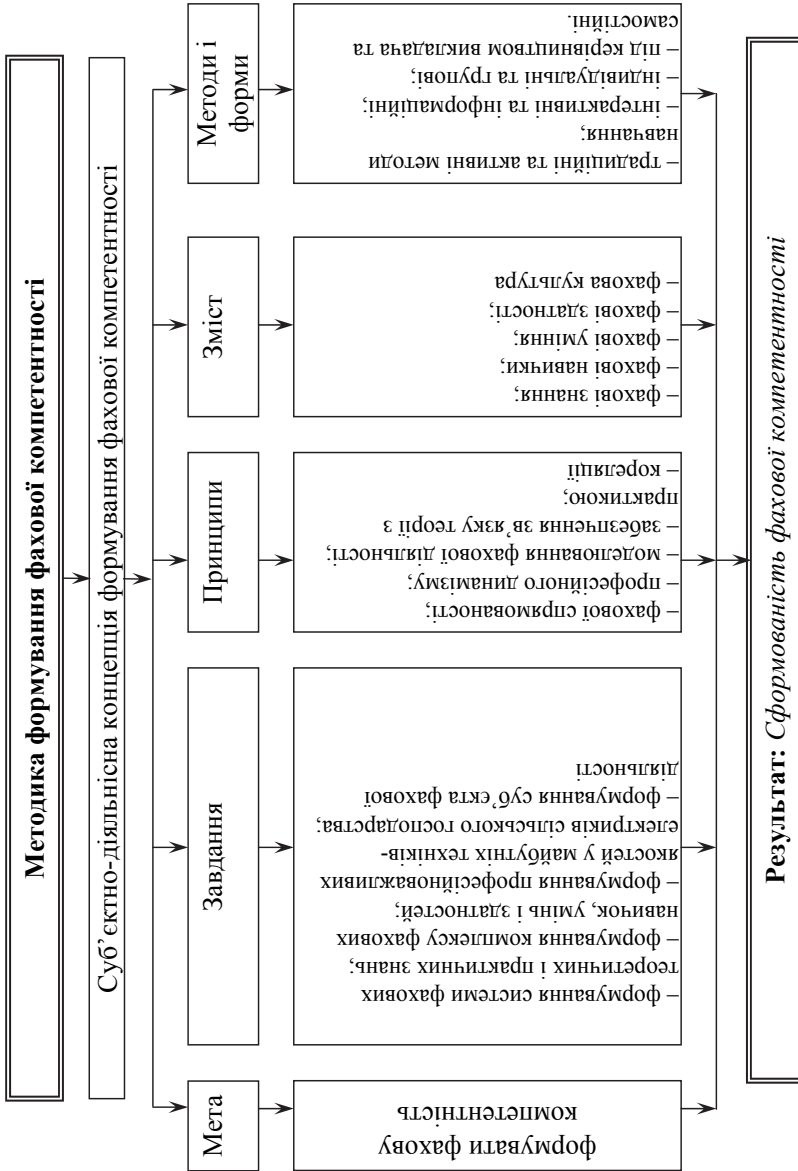 Методика формування фахової компетентності
Суб’єктно-діяльнісна концепція формування фахової компетентності
Мета
Завдання
Принципи
Зміст
Методи і
форми
формувати фахову
компетентність
– формування системи фахових
теоретичних і практичних знань;
– формування комплексу фахових
навичок, умінь і здатностей;
– формування професійноважливих
якостей у майбутніх техніків-
електриків сільського господарства;
– формування суб’єкта фахової
діяльності
– фахової спрямованості;
– професійного динамізму;
– моделювання фахової діяльності;
– забезпечення зв’язку теорії з
практикою;
– кореляції
– фахові знання;
– фахові навички;
– фахові уміння;
– фахові здатності;
– фахова культура
– традиційні та активні методи
навчання;
– інтерактивні та інформаційні;
– індивідуальні та групові;
– під керівництвом викладача та
самостійні.
Результат: Сформованість фахової компетентності